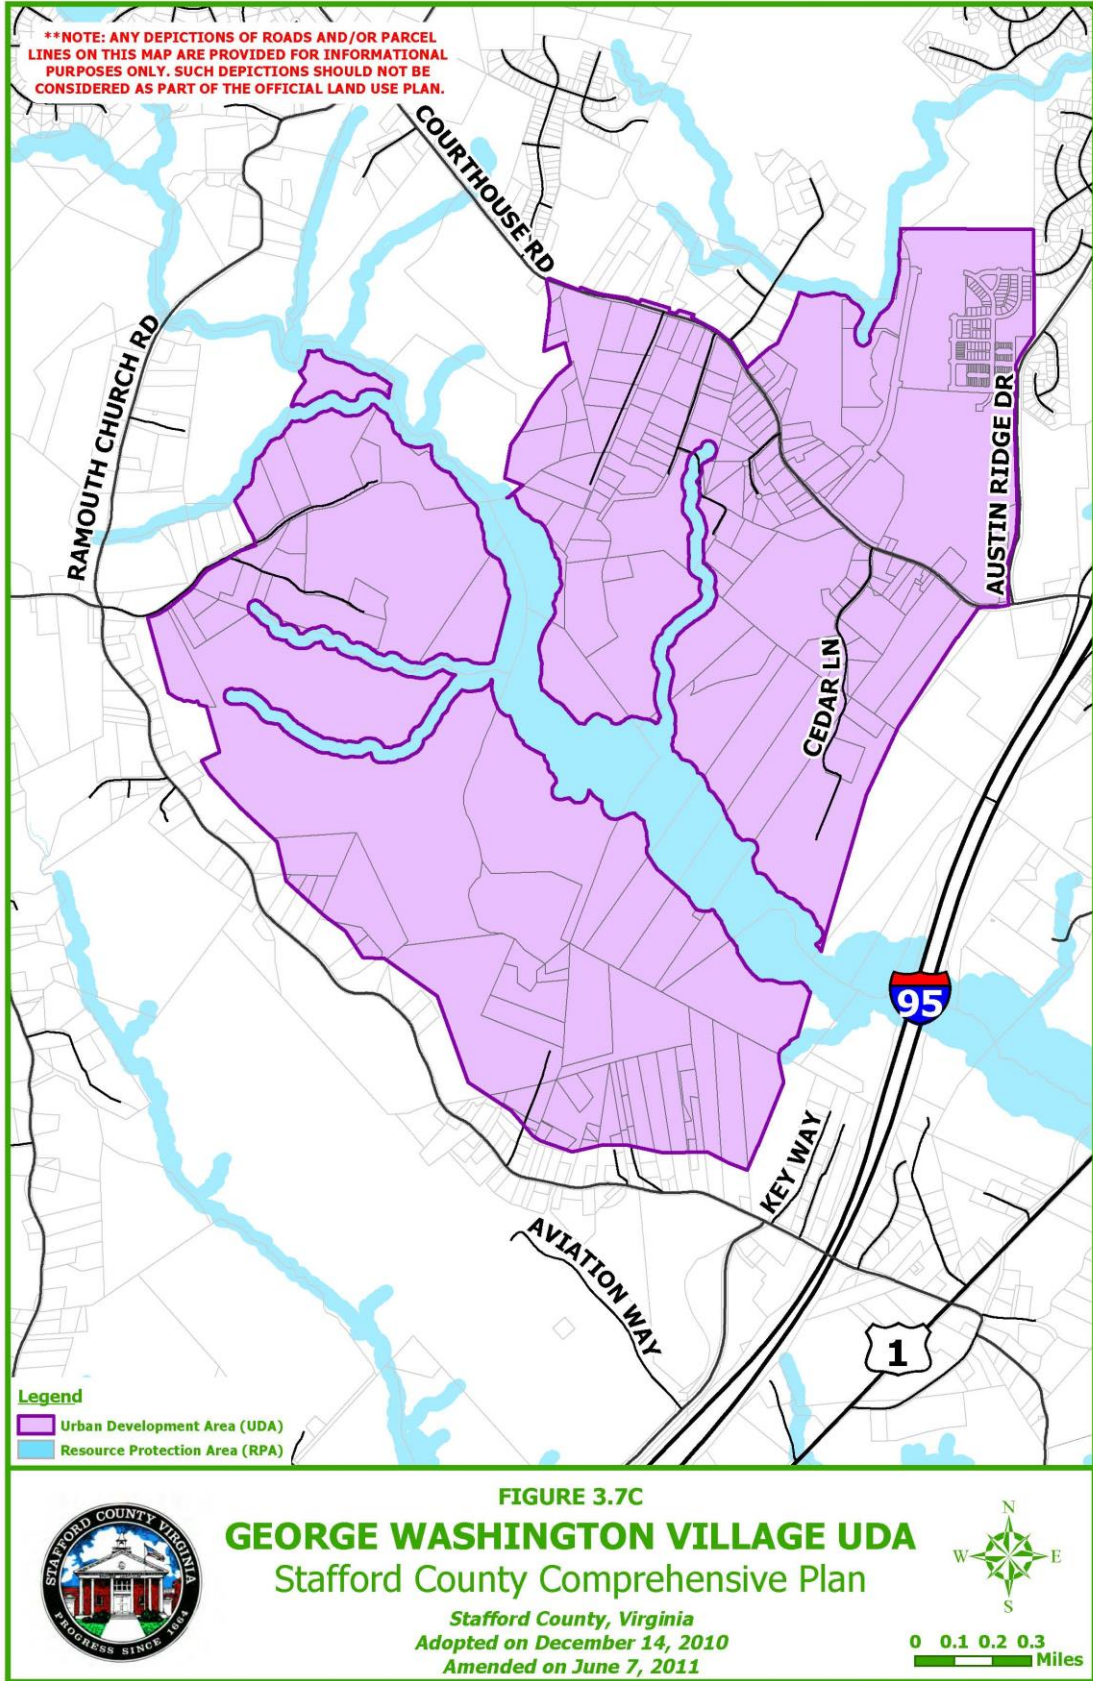 **NOTE: ANY DEPICTIONS OF ROADS AND/OR PARCEL
LINES ON THIS MAP ARE PROVIDED FOR INFORMATIONAL
PURPOSES ONLY. SUCH DEPICTIONS SHOULD NOT BE
CONSIDERED AS PART OF THE OFFICIAL LAND USE PLAN.
COURTHOUSE RD
RAMOUTH CHURCH RD
AUSTIN RIDGE DR
CEDAR LN
95
KEY WAY
AVIATION WAY
1
Legend
Urban Development Area (UDA)
Resource Protection Area (RPA)
STAFFORD COUNTY VIRGINIA
PROGRESS SINCE 1664
FIGURE 3.7C
GEORGE WASHINGTON VILLAGE UDA
Stafford County Comprehensive Plan
Stafford County, Virginia
Adopted on December 14, 2010
Amended on June 7, 2011
N
W E
S
0 0.1 0.2 0.3
Miles